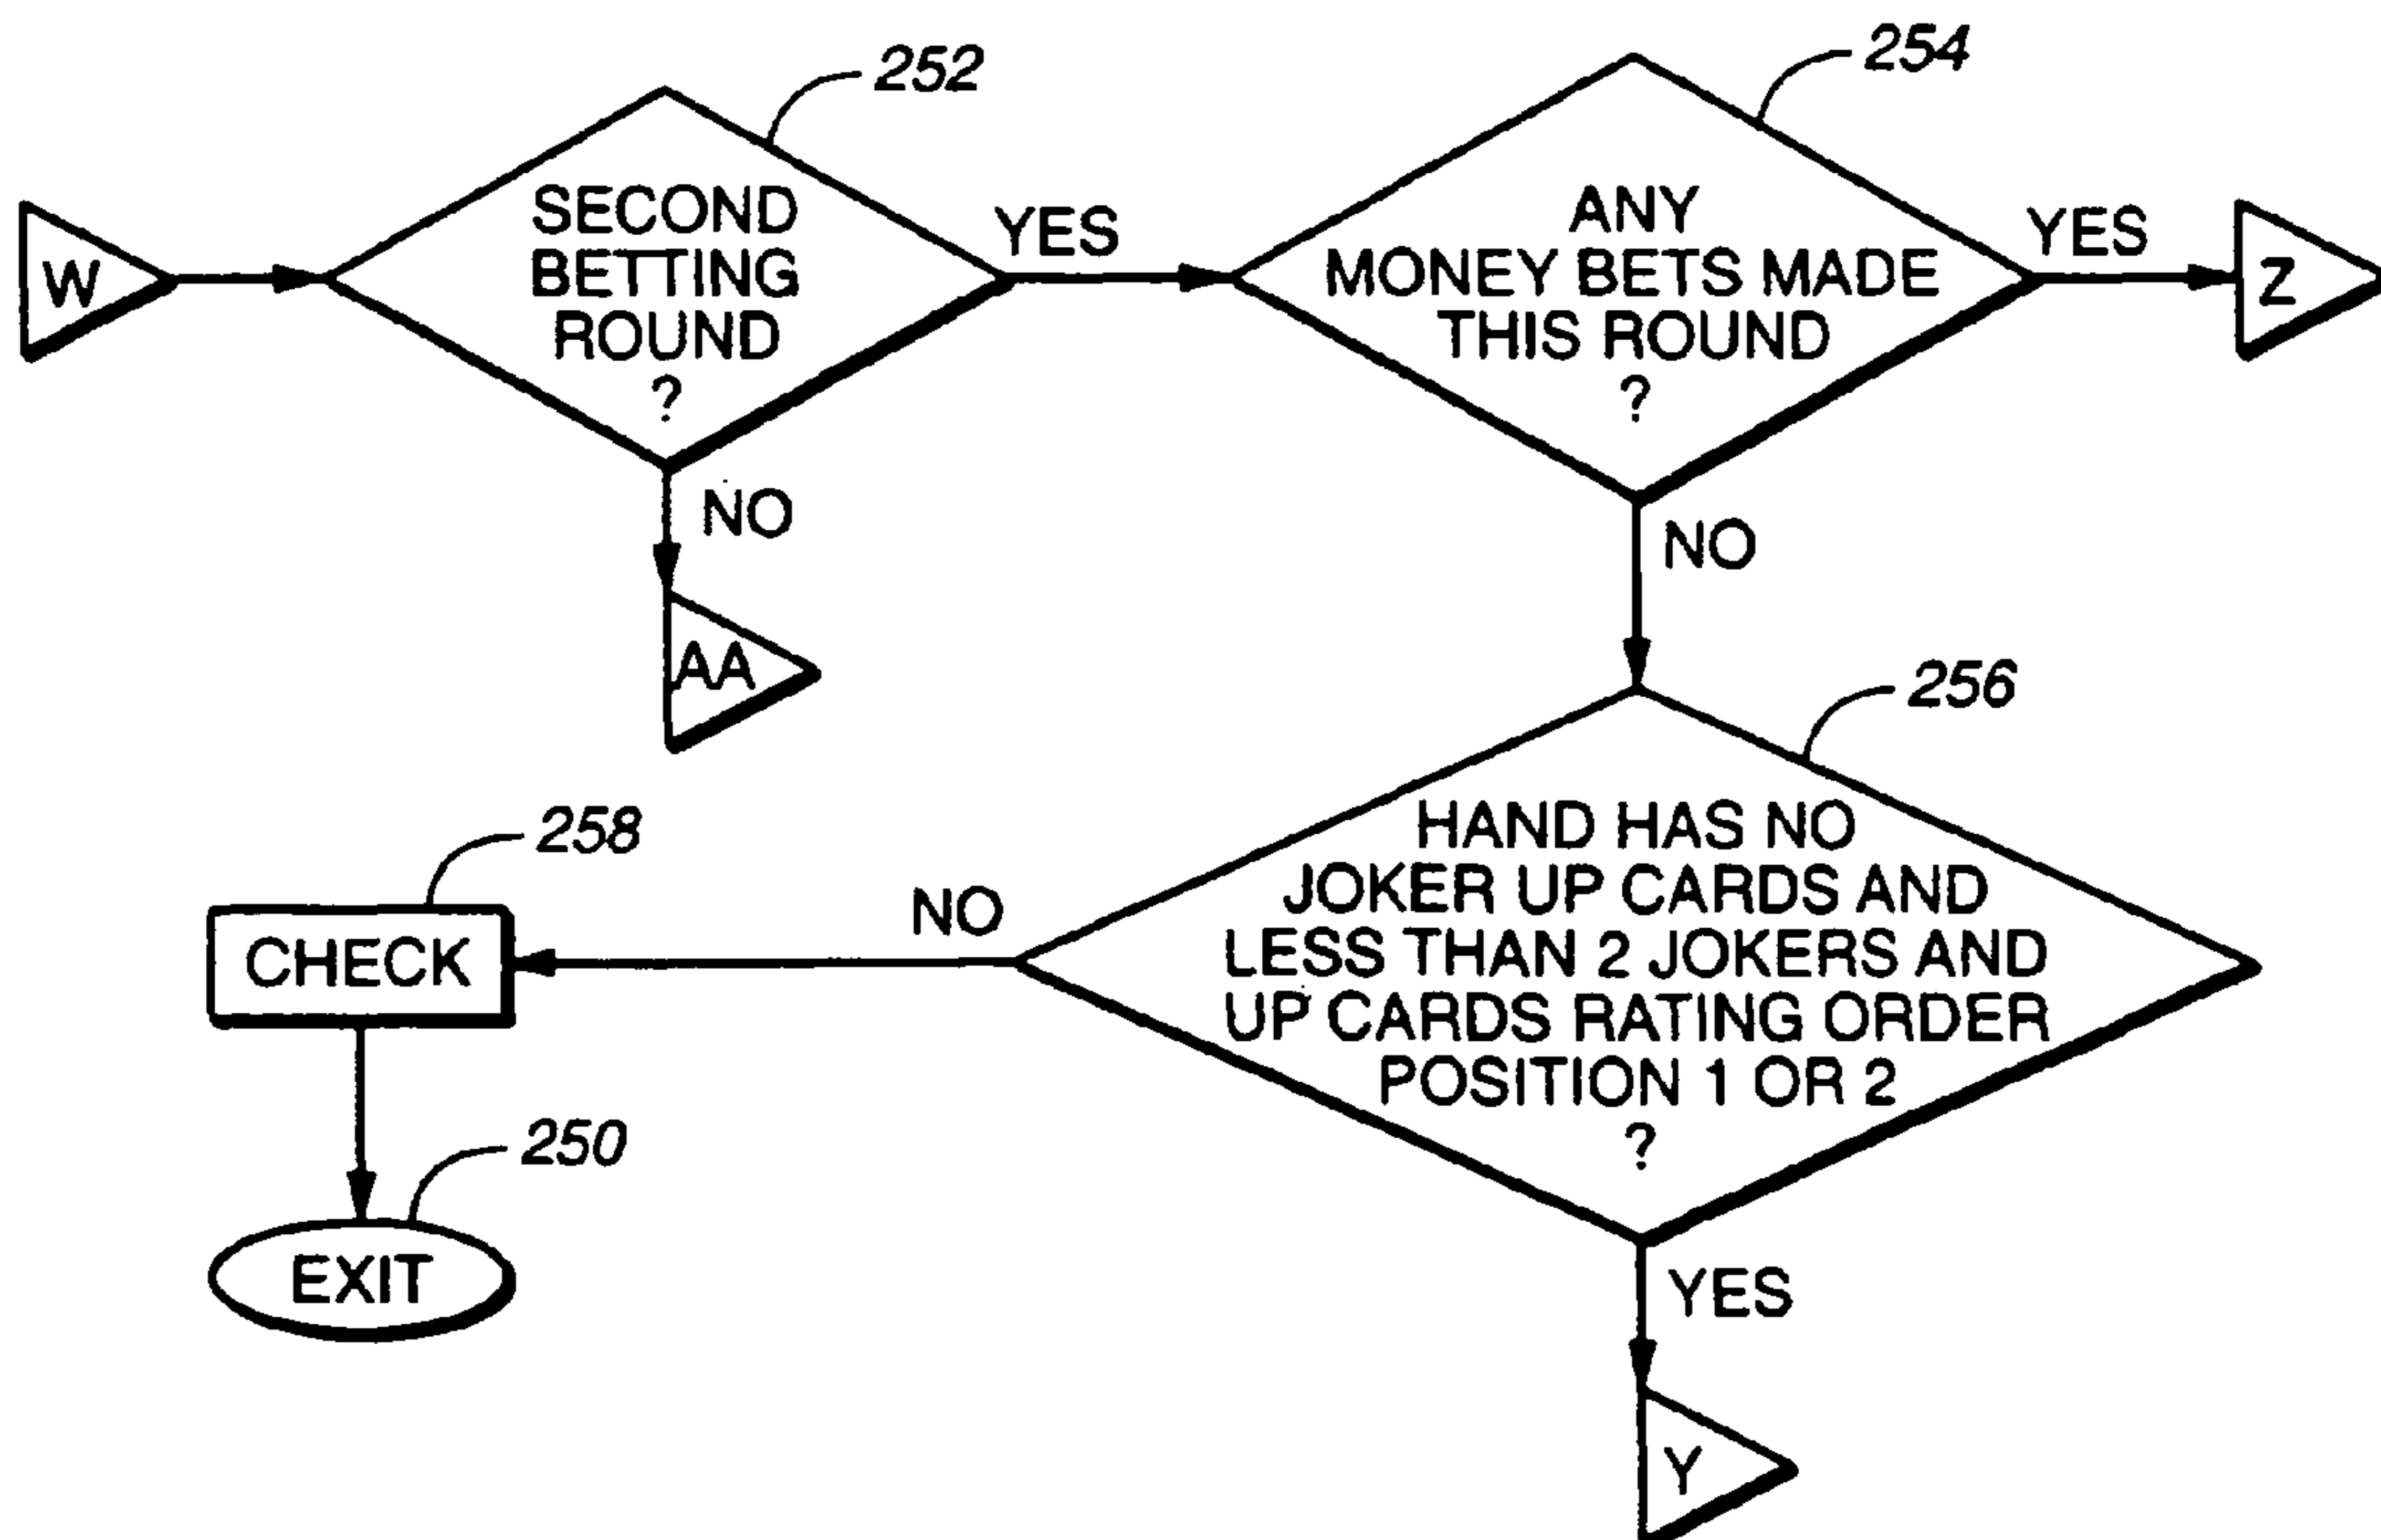 252
254
W
SECOND
BETTING
ROUND
?
YES
ANY
MONEY BETS MADE
THIS ROUND
?
YES
Z
NO
AA
NO
256
HAND HAS NO
JOKER UP CARDS AND
LESS THAN 2 JOKERS AND
UP CARDS RATING ORDER
POSITION 1 OR 2
?
NO
258
CHECK
250
EXIT
YES
Y